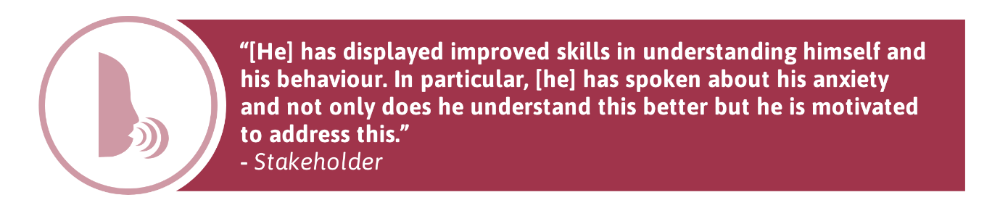 “[He] has displayed improved skills in understanding himself and
his behaviour. In particular, [he] has spoken about his anxiety
and not only does he understand this better but he is motivated
to address this.”
- Stakeholder